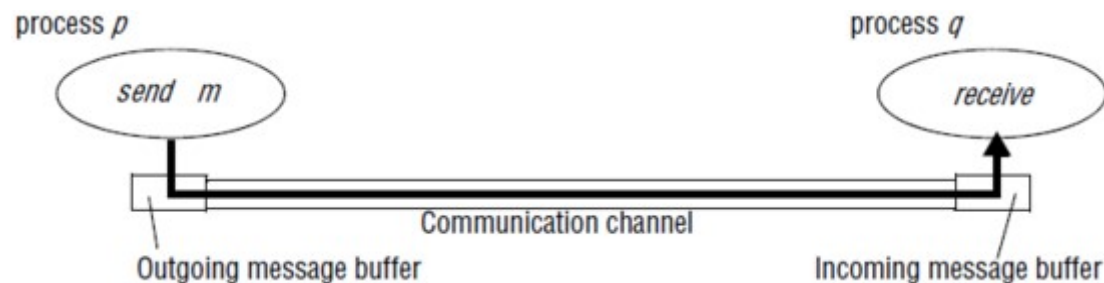 process p
process q
send m
receive
Communication channel
Outgoing message buffer
Incoming message buffer